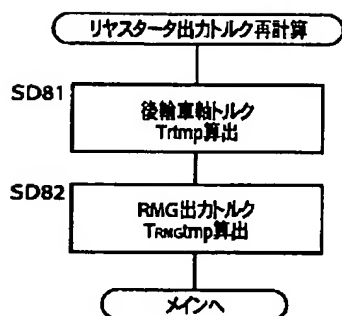 リヤスタータ出力トルク再計算
SD81
後輪車軸トルク
Trtmp算出
SD82
RMG出力トルク
TRMGtmp算出
メインへ